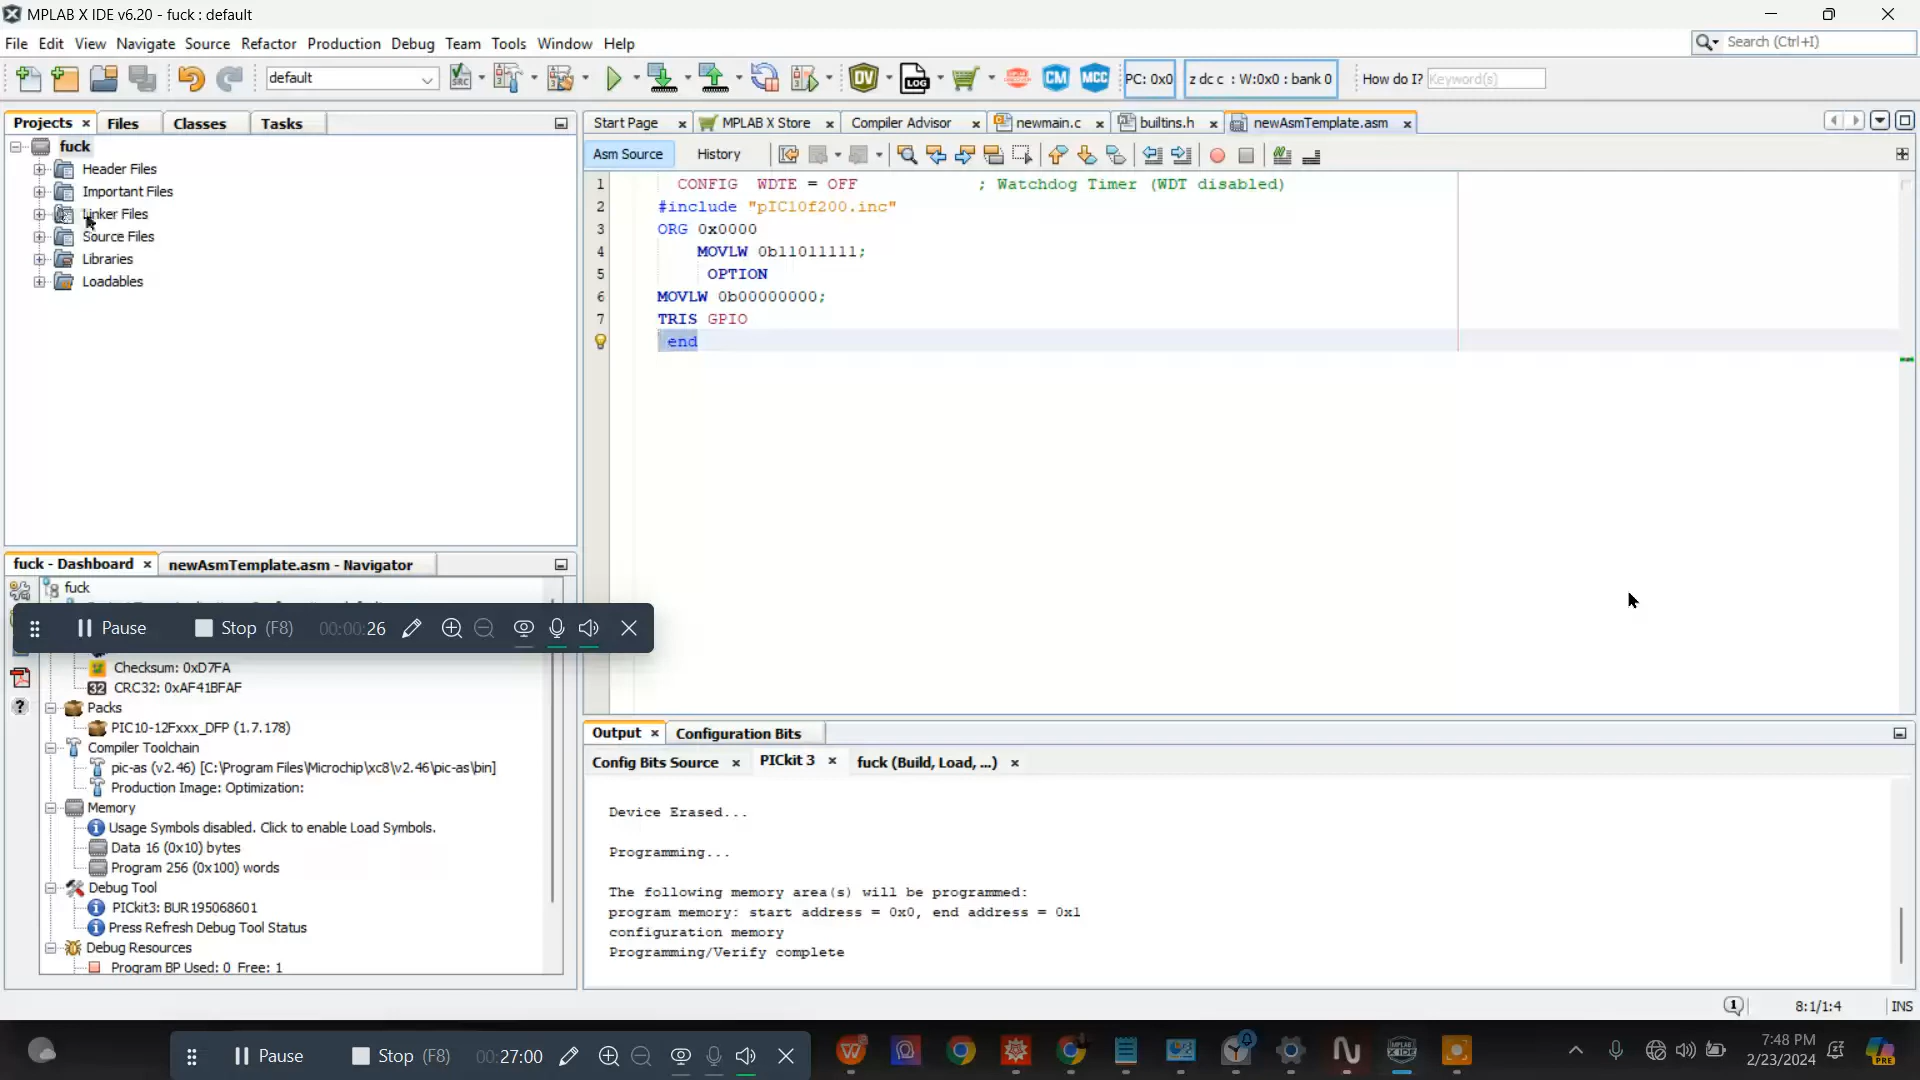 MPLAB X IDE v6.20 - fuck : default
File Edit View Navigate Source Refactor Production Debug Team Tools Window Help
Search (Ctrl+I)
default
DV
LOG
CM
MCC
PC: 0x0
z dc c : W:0x0 : bank 0
How do I?
Keyword(s)
Projects
Files
Classes
Tasks
fuck
Header Files
Important Files
Linker Files
Source Files
Libraries
Loadables
Start Page
MPLAB X Store
Compiler Advisor
newmain.c
builtins.h
newAsmTemplate.asm
Asm Source
History
1 CONFIG WDTE = OFF ; Watchdog Timer (WDT disabled)
2 #include "pIC10f200.inc"
3 ORG 0x0000
4 MOVLW 0b11011111;
5 OPTION
6 MOVLW 0b00000000;
7 TRIS GPIO
end
fuck - Dashboard
newAsmTemplate.asm - Navigator
fuck
Pause
Stop (F8)
00:00:26
Checksum: 0xD7FA
CRC32: 0xAF41BFAF
Packs
PIC10-12Fxxx_DFP (1.7.178)
Compiler Toolchain
pic-as (v2.46) [C:\Program Files\Microchip\xc8\v2.46\pic-as\bin]
Production Image: Optimization:
Memory
Usage Symbols disabled. Click to enable Load Symbols.
Data 16 (0x10) bytes
Program 256 (0x100) words
Debug Tool
PICkit3: BUR195068601
Press Refresh Debug Tool Status
Debug Resources
Program BP Used: 0 Free: 1
Output
Configuration Bits
Config Bits Source
PICkit 3
fuck (Build, Load, ...)
Device Erased...
Programming...
The following memory area(s) will be programmed:
program memory: start address = 0x0, end address = 0x1
configuration memory
Programming/Verify complete
8:1/1:4
INS
Pause
Stop (F8)
00:27:00
7:48 PM
2/23/2024
PRE